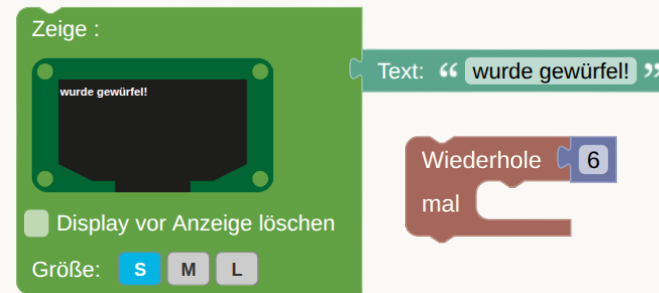 Zeige :
wurde gewürfel!
Display vor Anzeige löschen
Größe: S M L
Text: “ wurde gewürfel! ”
Wiederhole 6
mal